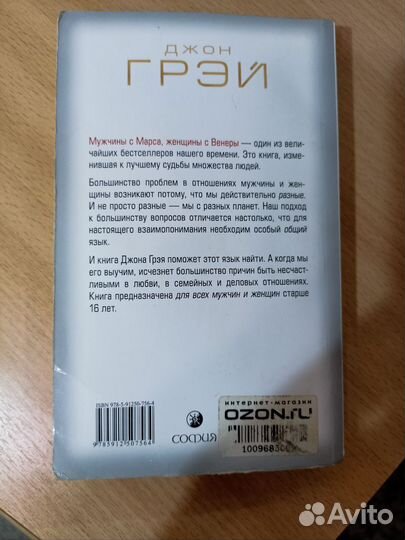 ДЖОН
ГРЭЙ
Мужчины с Марса, женщины с Венеры — один из вели-
чайших бестселлеров нашего времени. Это книга, изме-
нившая к лучшему судьбы множества людей.
Большинство проблем в отношениях мужчины и жен-
щины возникают потому, что мы действительно разные.
И не просто разные — мы с разных планет. Наш подход
к большинству вопросов отличается настолько, что для
настоящего взаимопонимания необходим особый общий
язык.
И книга Джона Грэя поможет этот язык найти. А когда мы
его выучим, исчезнет большинство причин быть несчаст-
ливыми в любви, в семейных и деловых отношениях.
Книга предназначена для всех мужчин и женщин старше
16 лет.
ISBN 978-5-91250-756-4
9785912507564
СОФИЯ
интернет-магазин
OZON.ru
Avito